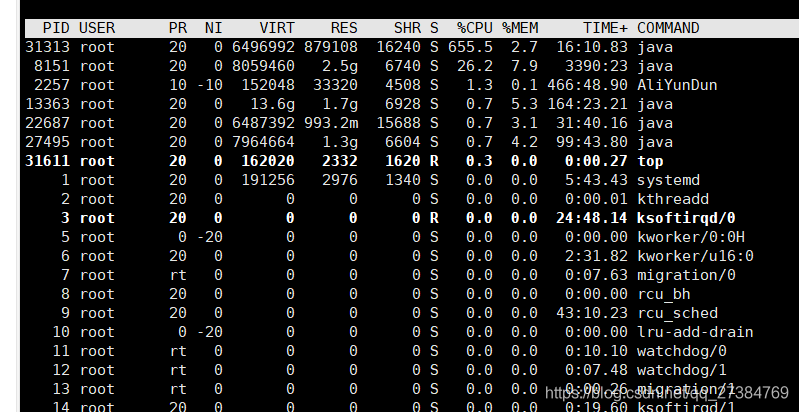 PID USER PR NI VIRT RES SHR S %CPU %MEM TIME+ COMMAND
31313 root 20 0 6496992 879108 16240 S 655.5 2.7 16:10.83 java
8151 root 20 0 8059460 2.5g 6740 S 26.2 7.9 3390:23 java
2257 root 10 -10 152048 33320 4508 S 1.3 0.1 466:48.90 AliYunDun
13363 root 20 0 13.6g 1.7g 6928 S 0.7 5.3 164:23.21 java
22687 root 20 0 6487392 993.2m 15688 S 0.7 3.1 31:40.16 java
27495 root 20 0 7964664 1.3g 6604 S 0.7 4.2 99:43.80 java
31611 root 20 0 162020 2332 1620 R 0.3 0.0 0:00.27 top
1 root 20 0 191256 2976 1340 S 0.0 0.0 5:43.43 systemd
2 root 20 0 0 0 0 S 0.0 0.0 0:00.01 kthreadd
3 root 20 0 0 0 0 R 0.0 0.0 24:48.14 ksoftirqd/0
5 root 0 -20 0 0 0 S 0.0 0.0 0:00.00 kworker/0:0H
6 root 20 0 0 0 0 S 0.0 0.0 2:31.82 kworker/u16:0
7 root rt 0 0 0 0 S 0.0 0.0 0:07.63 migration/0
8 root 20 0 0 0 0 S 0.0 0.0 0:00.00 rcu_bh
9 root 20 0 0 0 0 S 0.0 0.0 43:10.23 rcu_sched
10 root 0 -20 0 0 0 S 0.0 0.0 0:00.00 lru-add-drain
11 root rt 0 0 0 0 S 0.0 0.0 0:10.10 watchdog/0
12 root rt 0 0 0 0 S 0.0 0.0 0:07.48 watchdog/1
13 root rt 0 0 0 0 S 0.0 0.0 0:00.26 migration/1
14 root 20 0 0 0 0 S 0.0 0.0 0:19.60 ksoftirqd/1
https://blog.csdn.net/qq_27384769